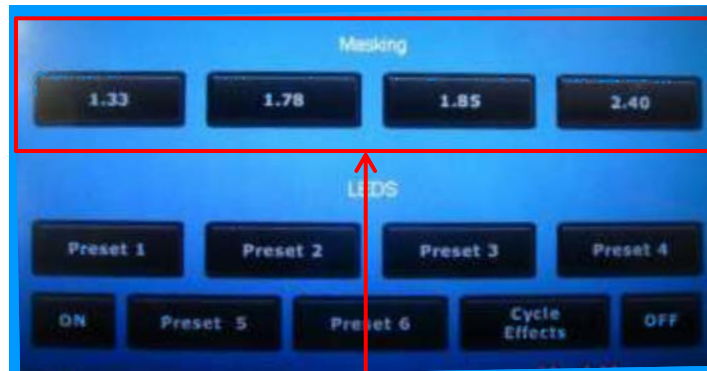 Masking
1.33 1.78 1.85 2.40
LEDS
Preset 1 Preset 2 Preset 3 Preset 4
ON Preset 5 Preset 6 Cycle Effects OFF